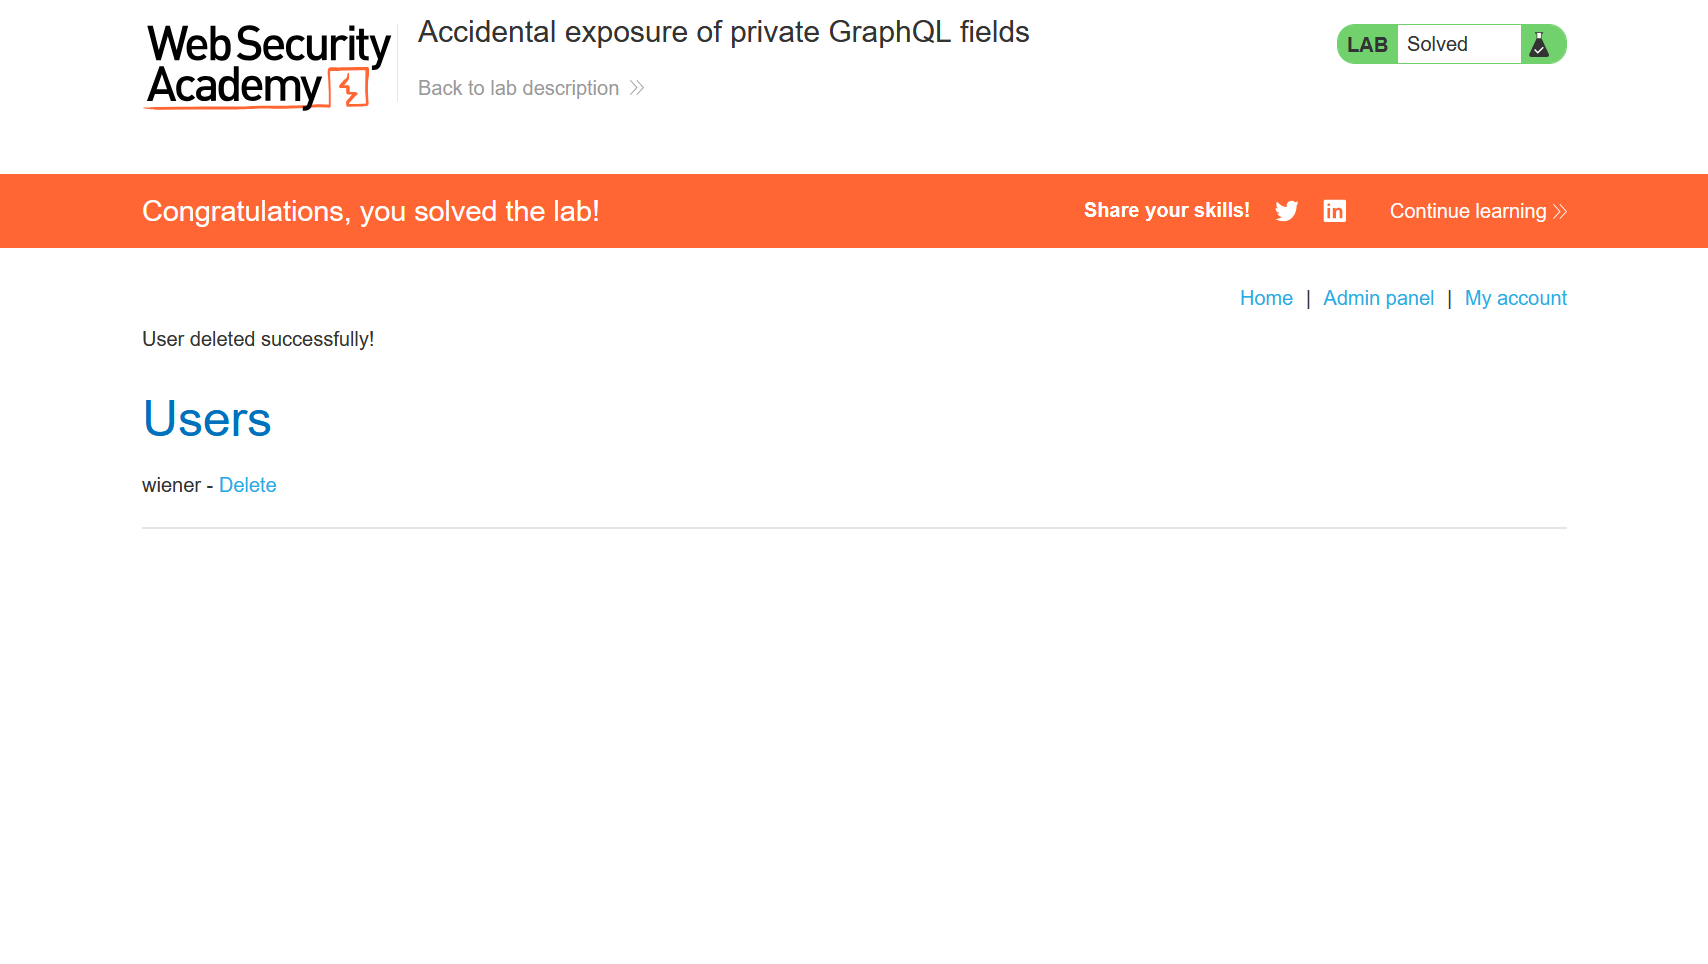 Web Security
Academy
Accidental exposure of private GraphQL fields
Back to lab description
LAB Solved
Congratulations, you solved the lab!
Share your skills!
Continue learning
Home | Admin panel | My account
User deleted successfully!
Users
wiener - Delete